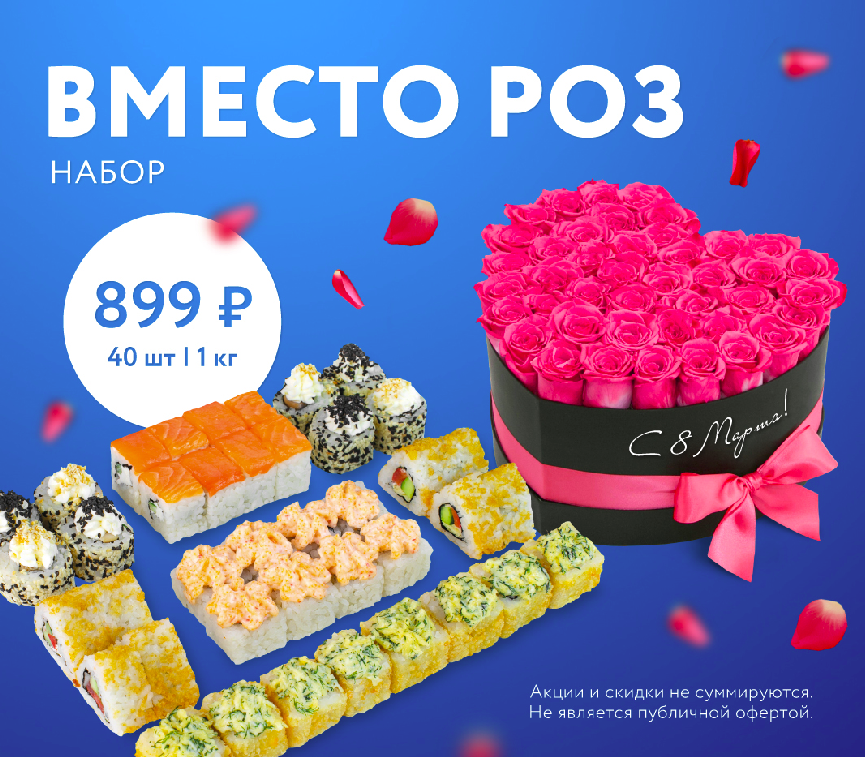 ВМЕСТО РОЗ
НАБОР
899 ₽
40 шт | 1 кг
С 8 Марта!
Акции и скидки не суммируются.
Не является публичной офертой.